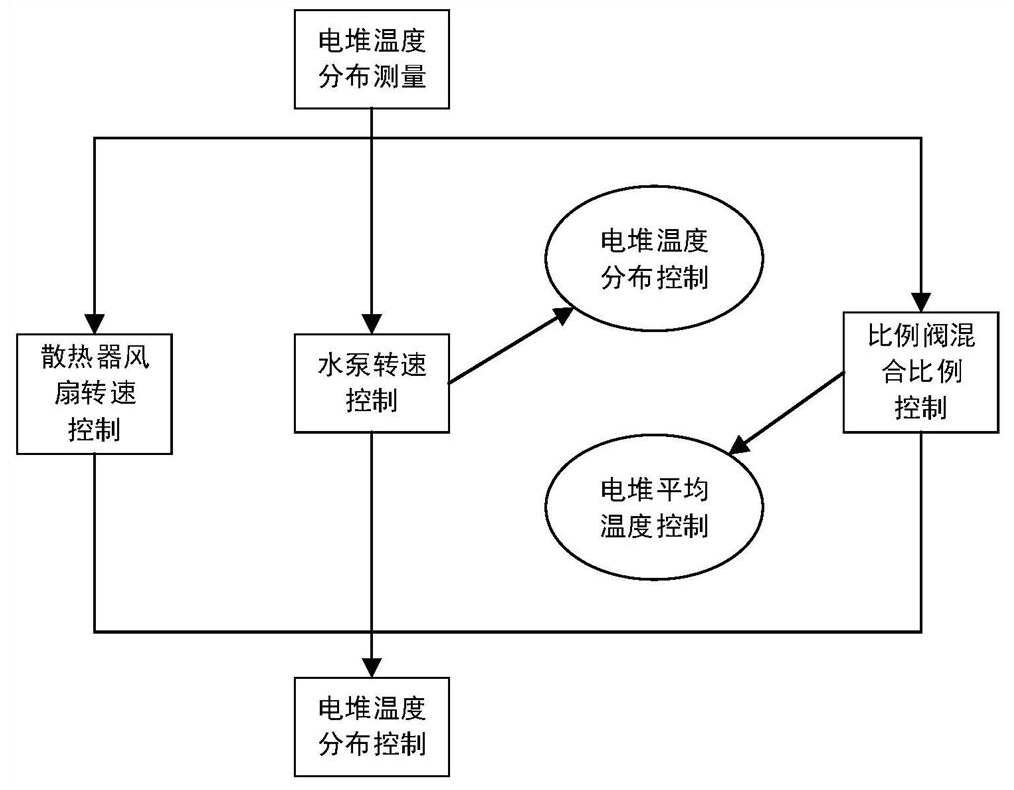 电堆温度
分布测量
电堆温度
分布控制
散热器风
扇转速
控制
水泵转速
控制
比例阀混
合比例
控制
电堆平均
温度控制
电堆温度
分布控制